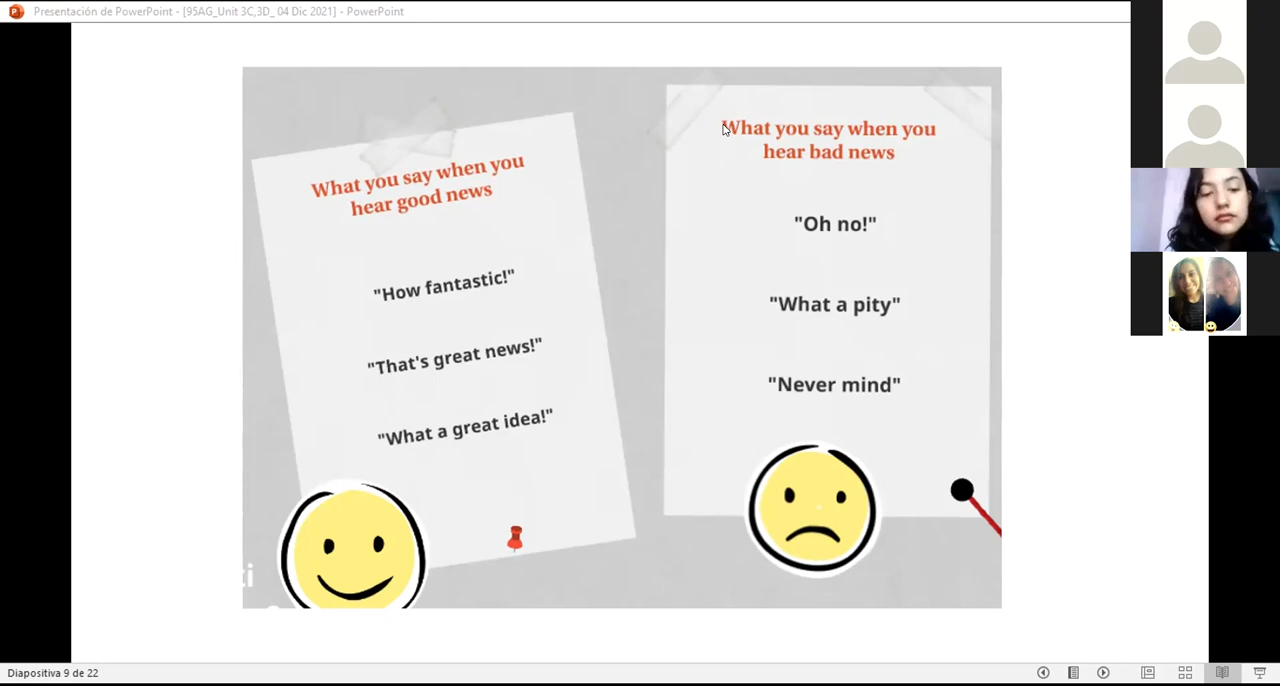 Presentación de PowerPoint - [95AG_Unit 3C,3D_ 04 Dic 2021] - PowerPoint
What you say when you
hear good news
"How fantastic!"
"That's great news!"
"What a great idea!"
What you say when you
hear bad news
"Oh no!"
"What a pity"
"Never mind"
Diapositiva 9 de 22